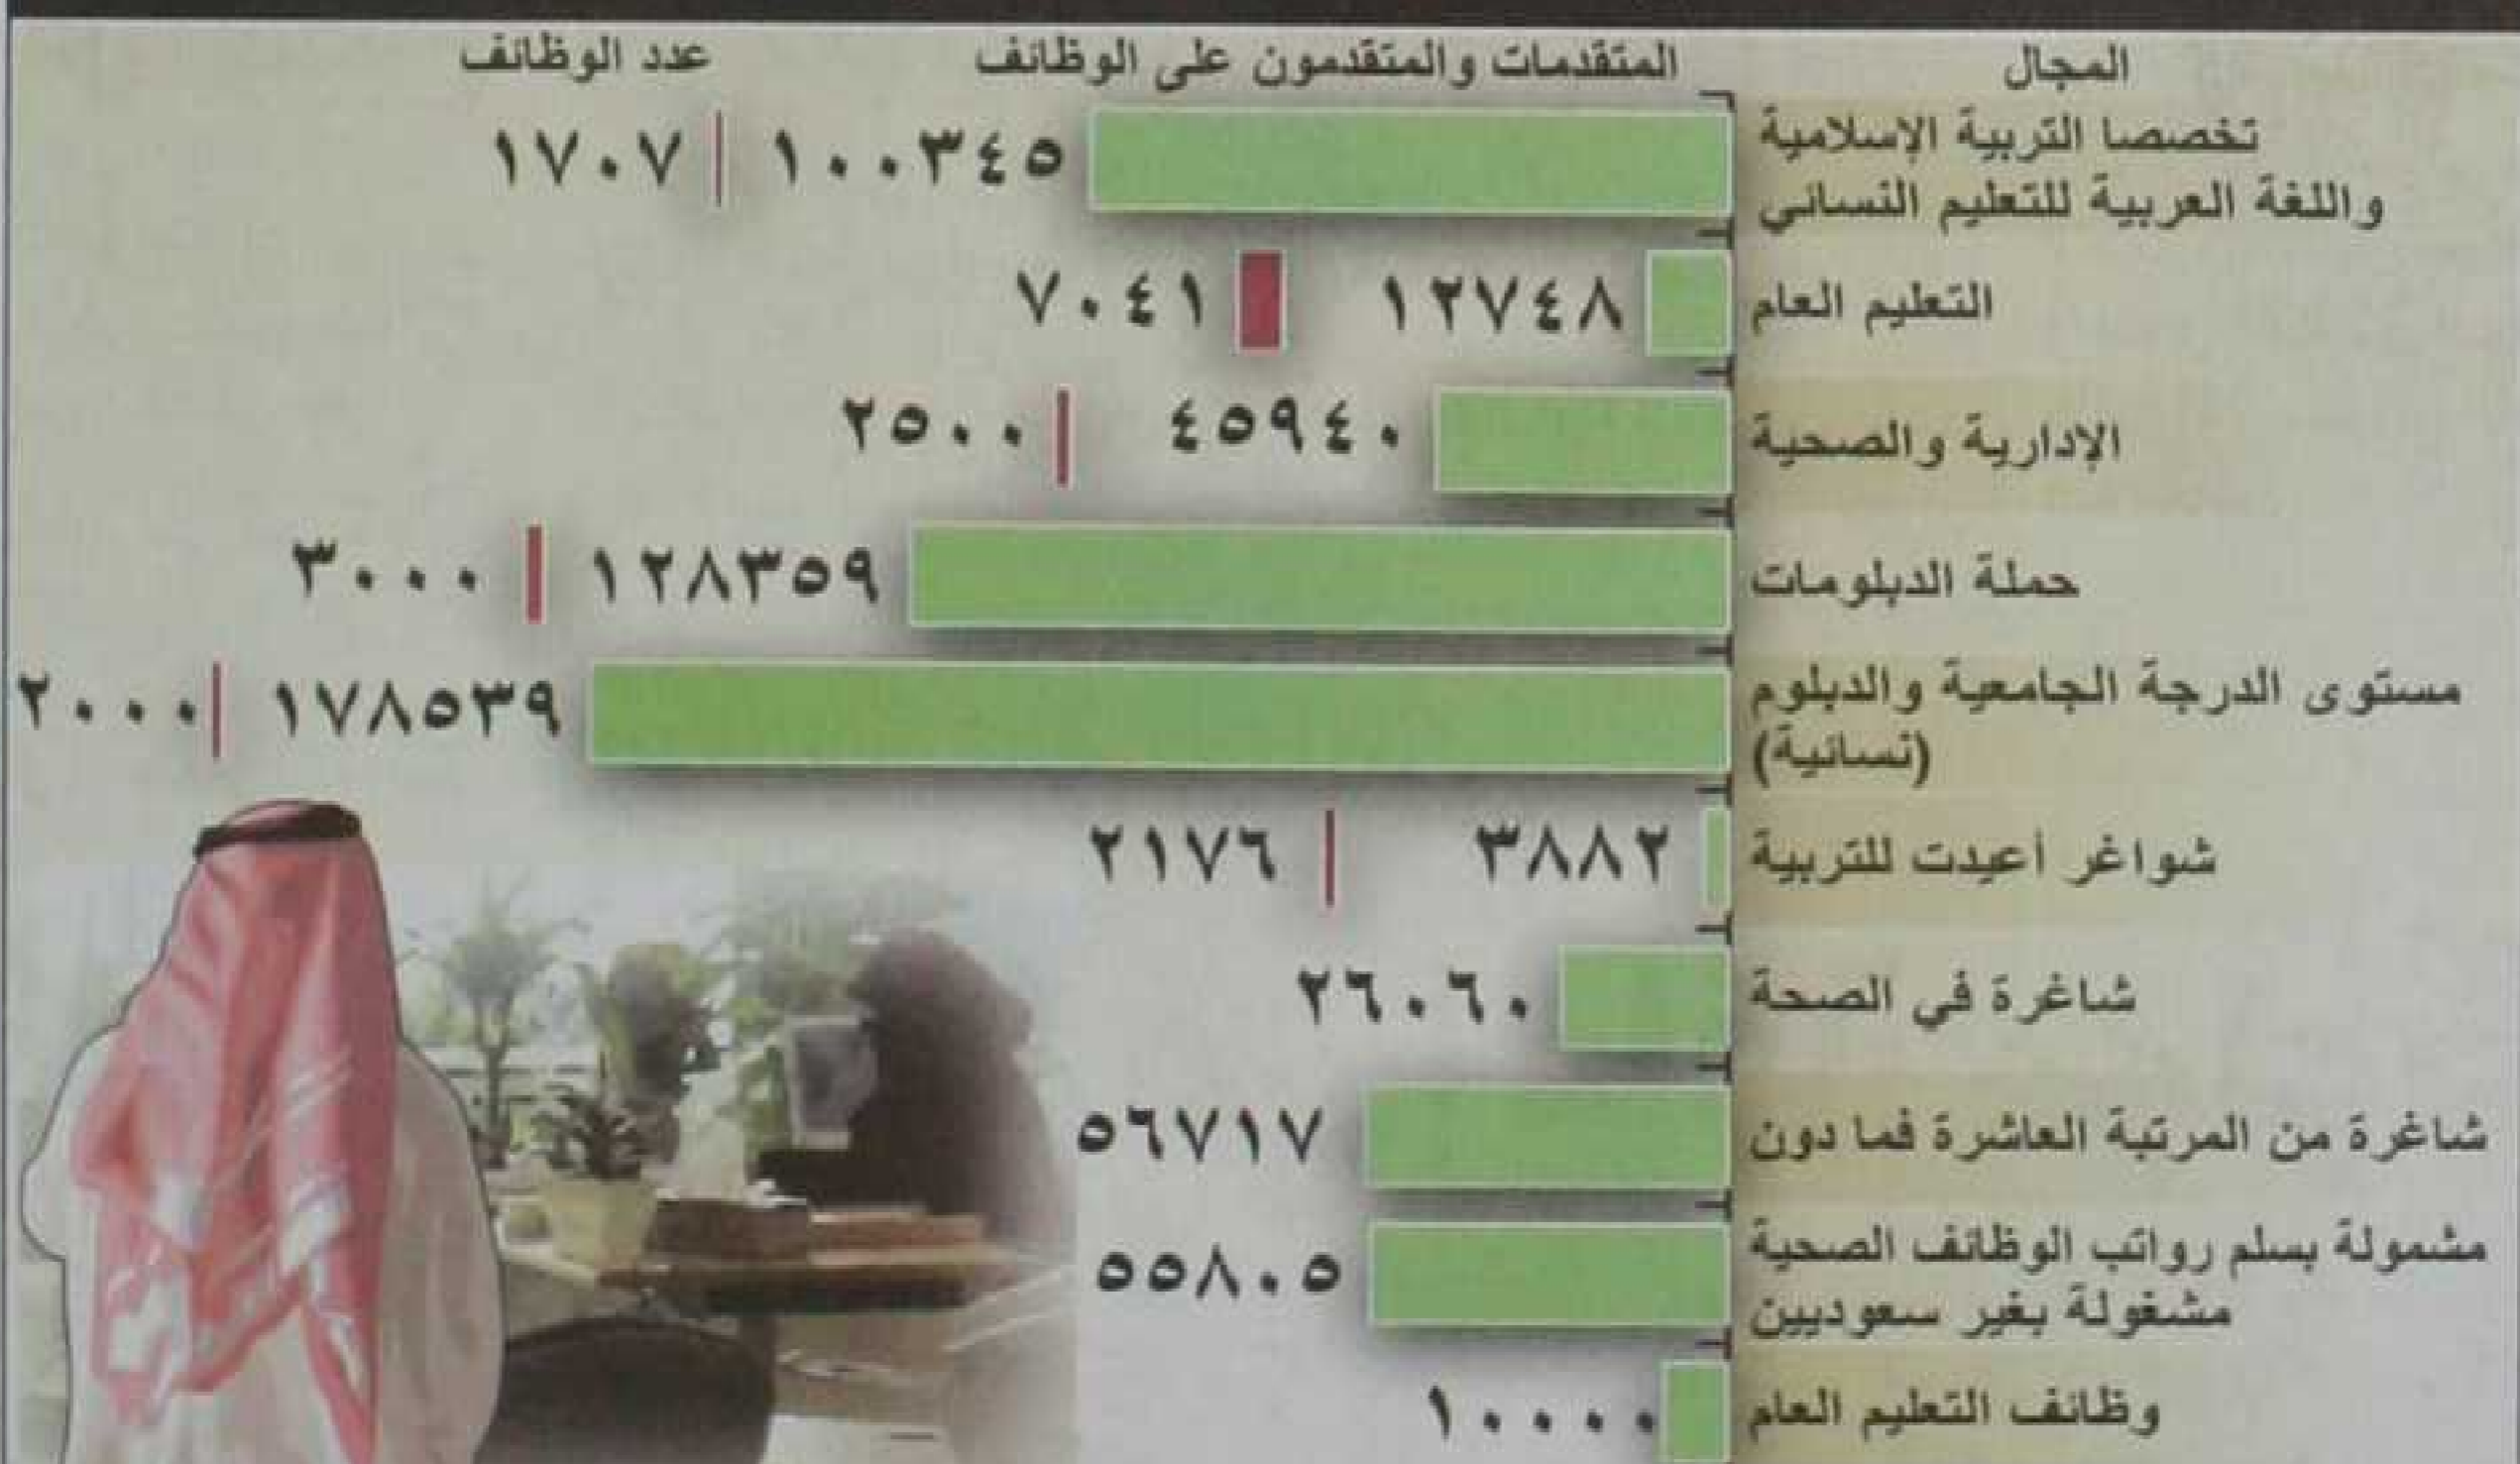 المجال المتقدمات والمتقدمون على الوظائف عدد الوظائف
تخصصا التربية الإسلامية
واللغة العربية للتعليم النسائي ١٠٠٣٤٥ ١٧٠٧
التعليم العام ١٢٧٤٨ ٧٠٤١
الإدارية والصحية ٤٥٩٤٠ ٢٥٠٠
حملة الدبلومات ١٢٨٣٥٩ ٣٠٠٠
مستوى الدرجة الجامعية والدبلوم
(نسائية) ١٧٨٥٣٩ ٢٠٠٠
شواغر أعيدت للتربية ٣٨٨٢ ٢١٧٦
شاغرة في الصحة ٢٦٠٦٠
شاغرة من المرتبة العاشرة فما دون ٥٦٧١٧
مشمولة بسلم رواتب الوظائف الصحية
مشغولة بغير سعوديين ٥٥٨٠٥
وظائف التعليم العام ١٠٠٠٠